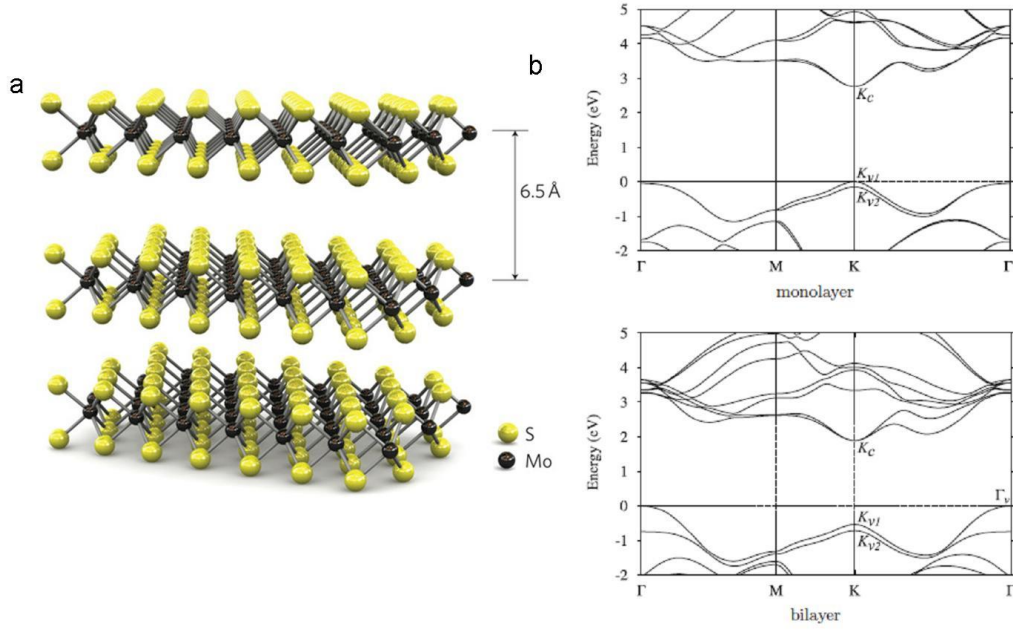 a
6.5 Å
S
Mo
b
5
4
3
2
1
0
-1
-2
Energy (eV)
K_c
K_v1
K_v2
Γ M K Γ
monolayer
5
4
3
2
1
0
-1
-2
Energy (eV)
K_c
Γ_v
K_v1
K_v2
Γ M K Γ
bilayer